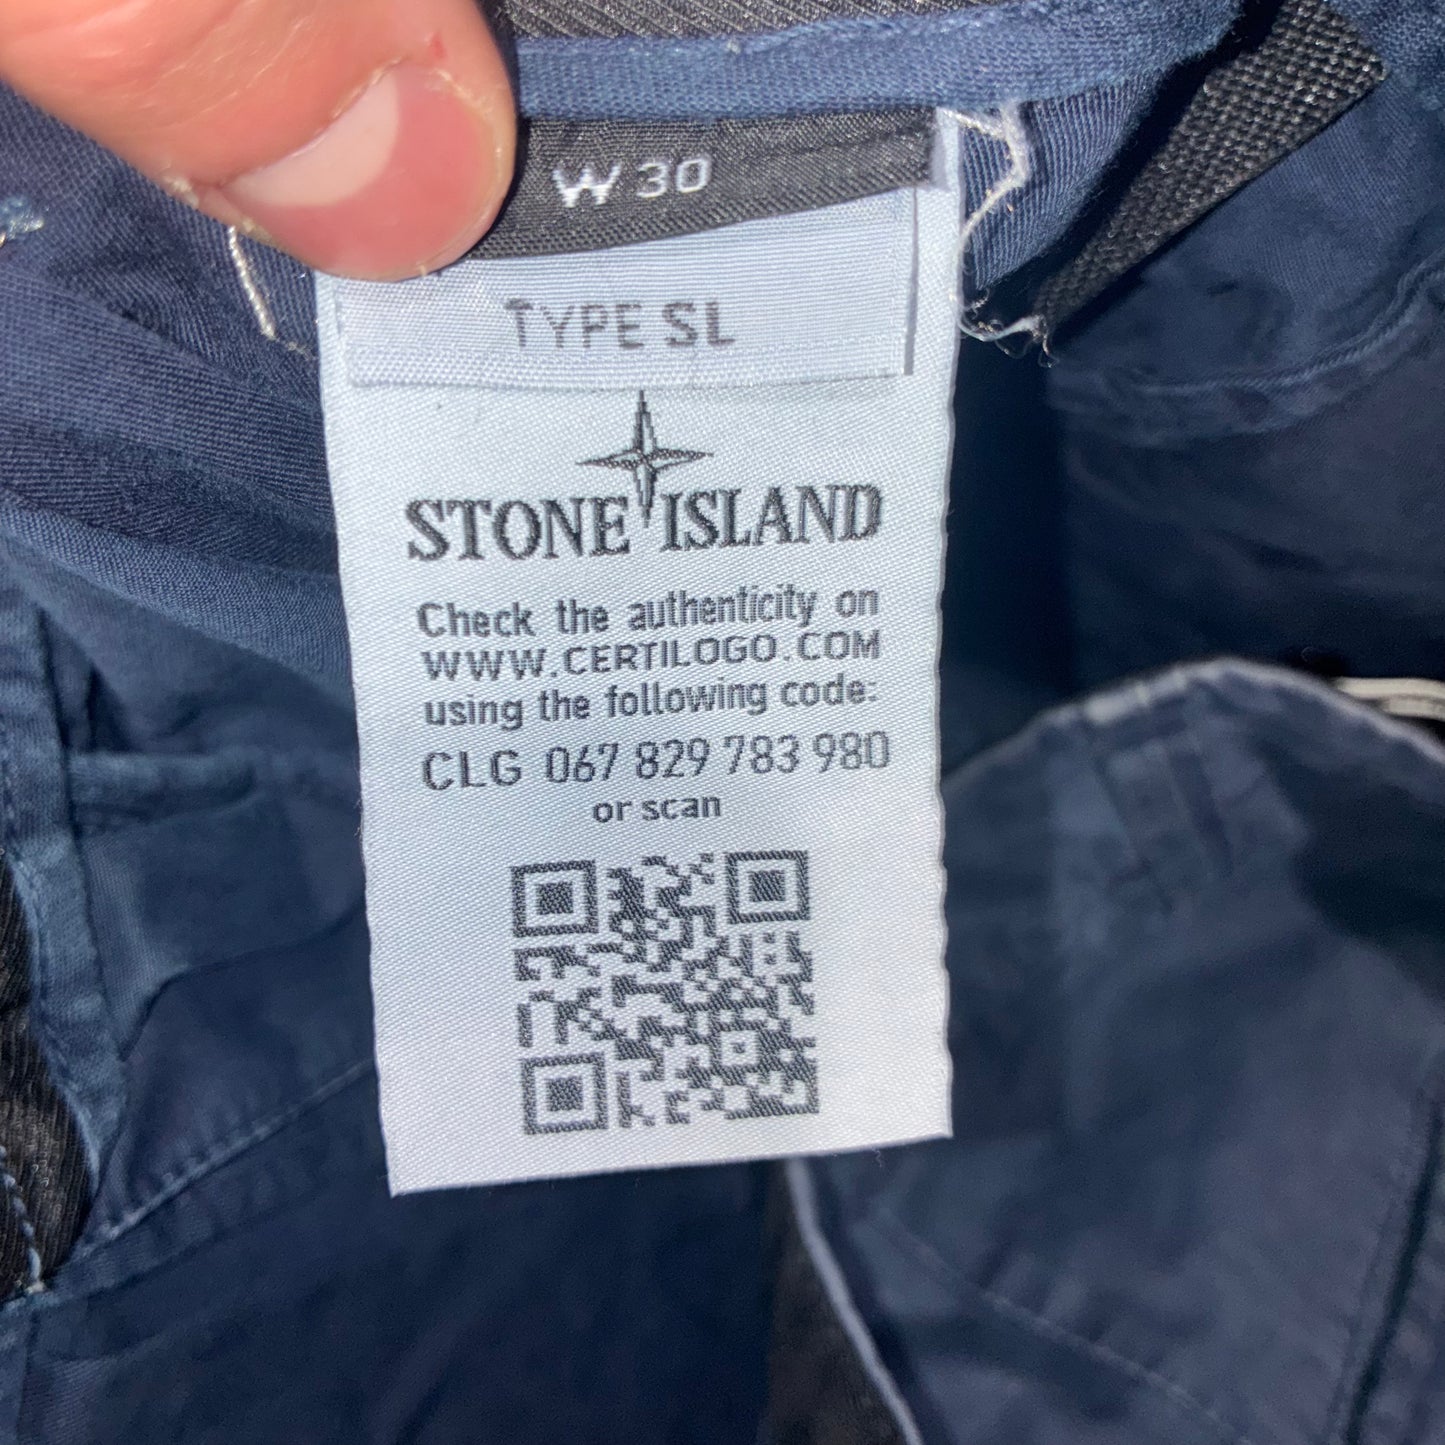 W 30
TYPE SL
STONE ISLAND
Check the authenticity on
WWW.CERTILOGO.COM
using the following code:
CLG 067 829 783 980
or scan